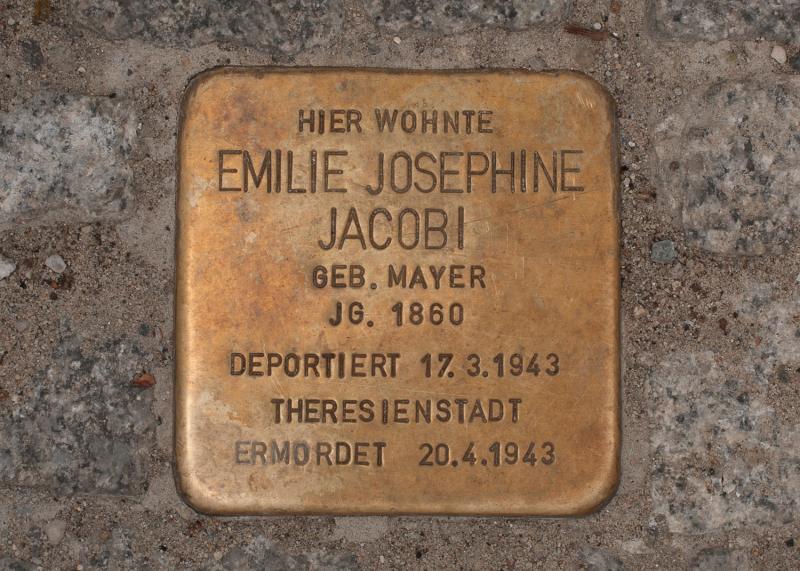 HIER WOHNTE
EMILIE JOSEPHINE
JACOBI
GEB. MAYER
JG. 1860
DEPORTIERT 17.3.1943
THERESIENSTADT
ERMORDET 20.4.1943